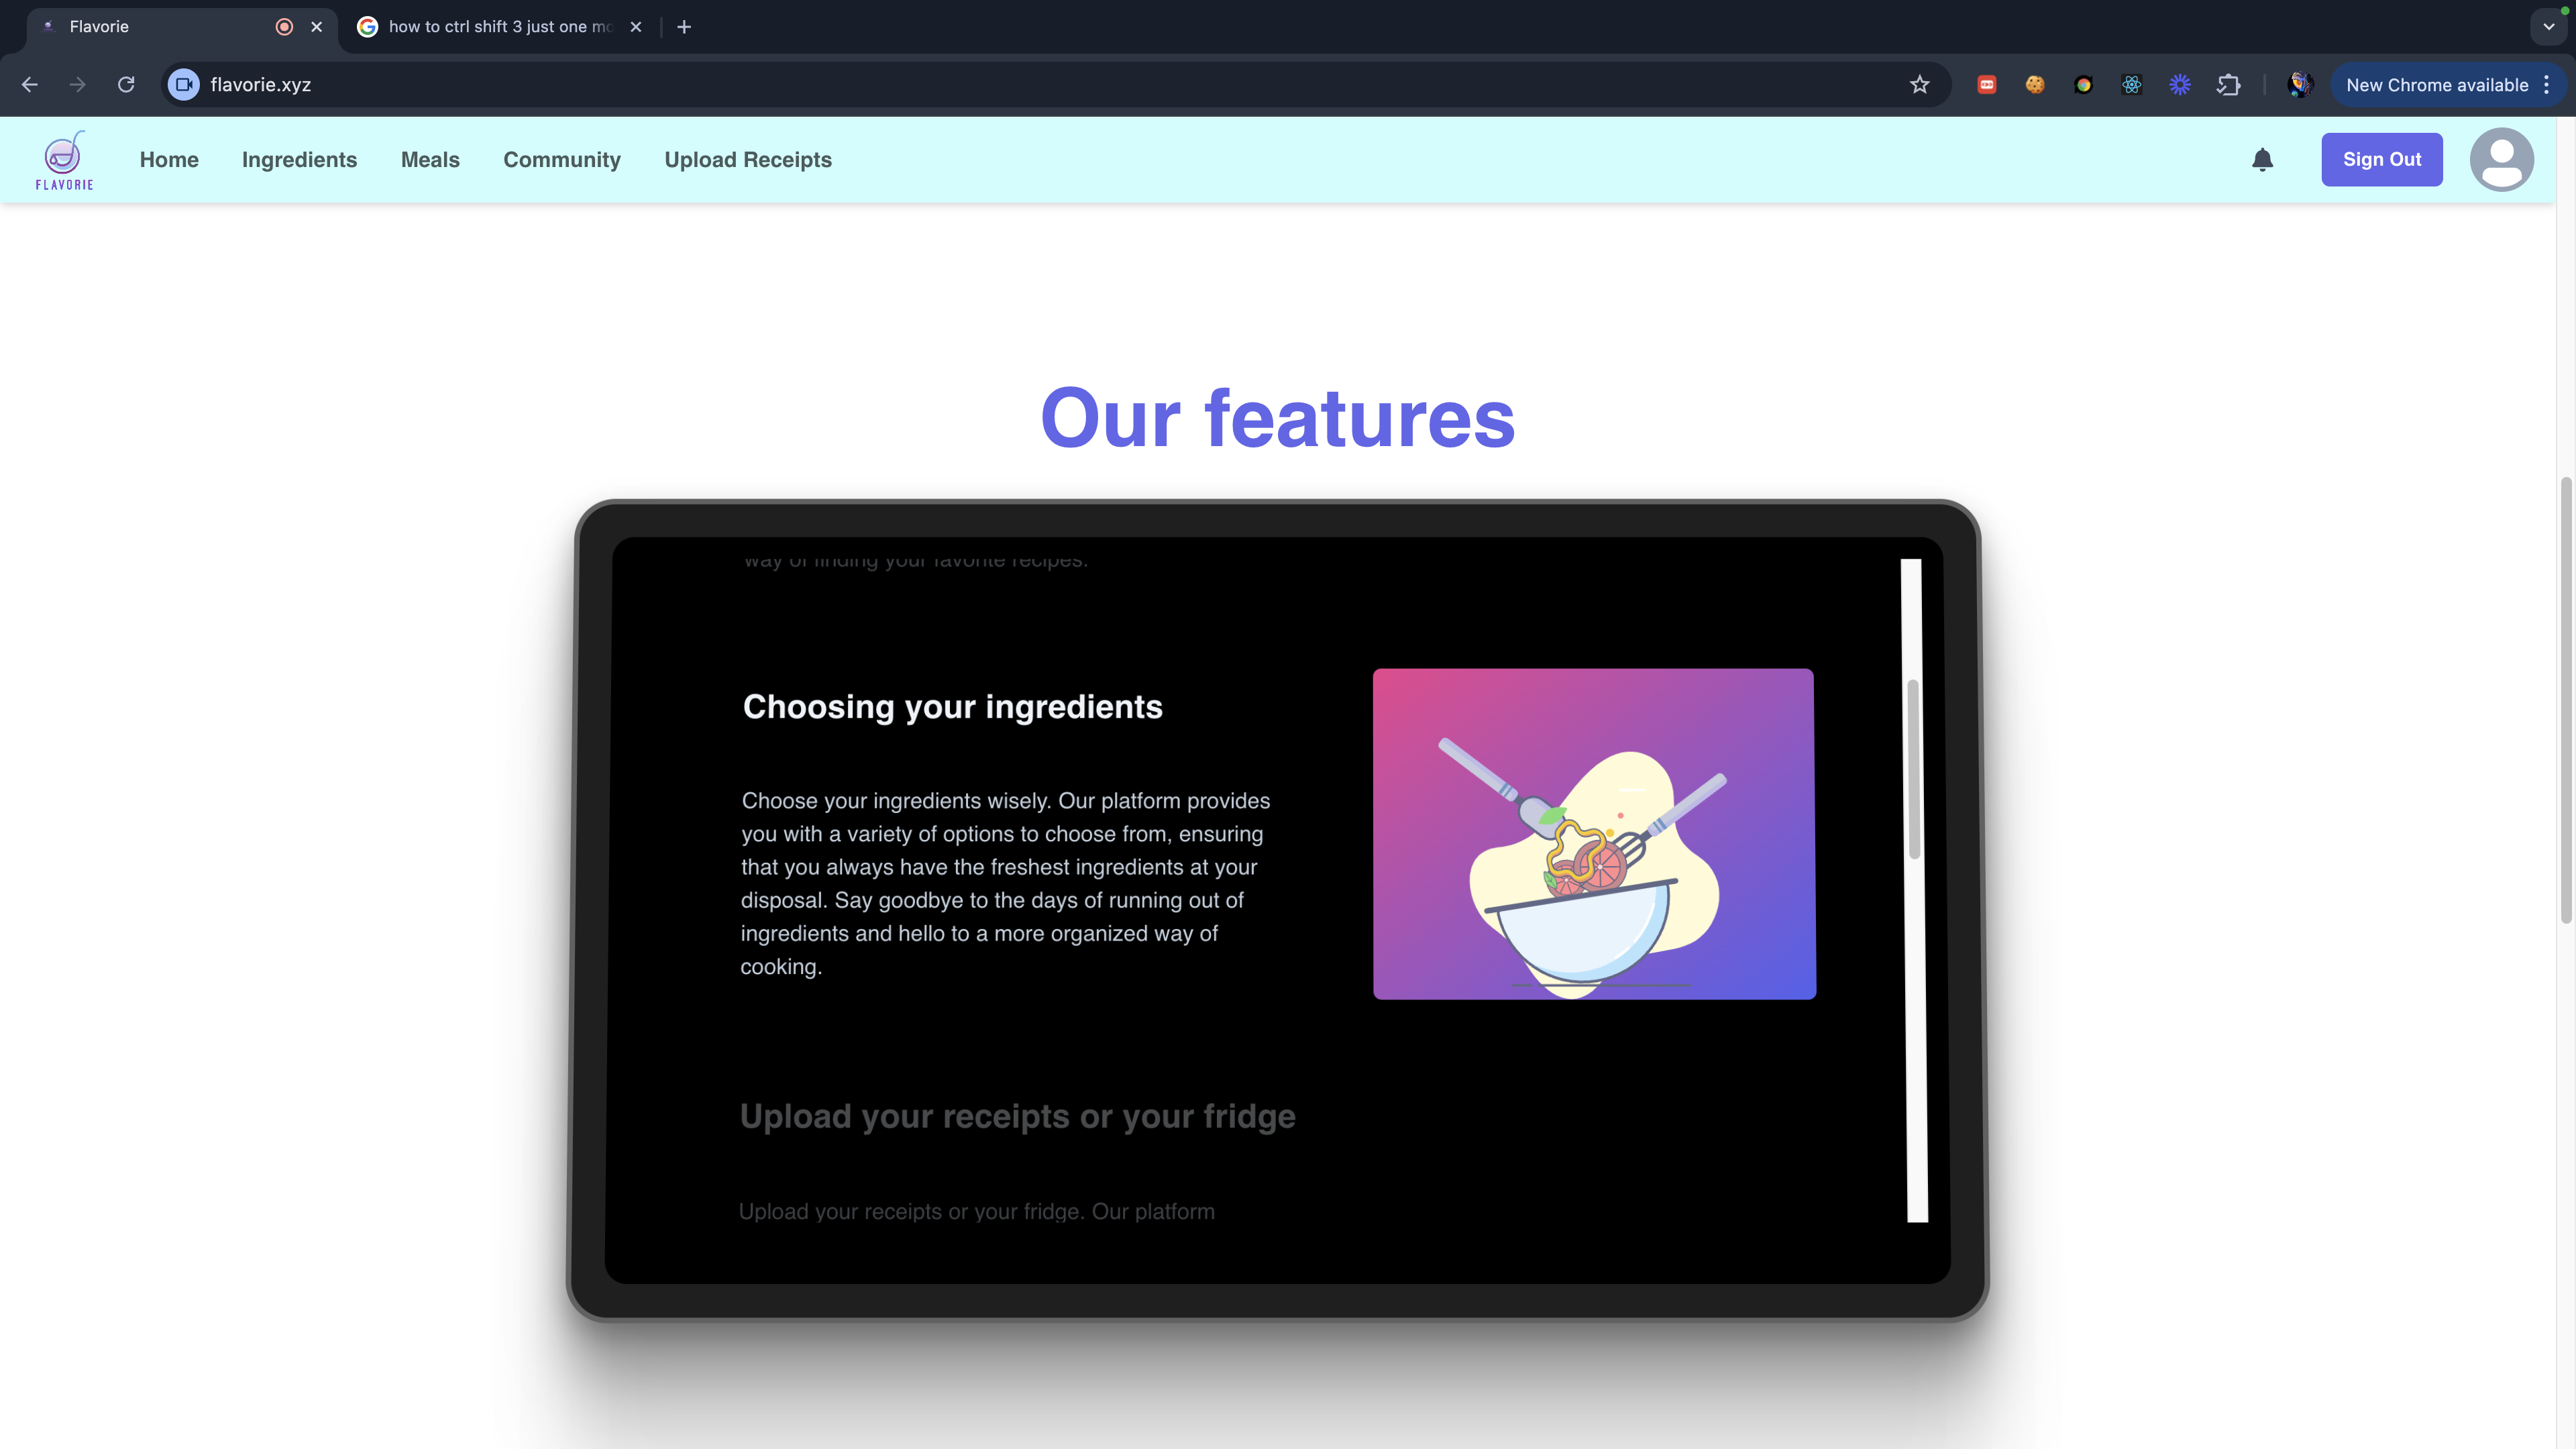 Flavorie
how to ctrl shift 3 just one mo
flavorie.xyz
New Chrome available
FLAVORIE
Home
Ingredients
Meals
Community
Upload Receipts
Sign Out
Our features
way of finding your favorite recipes.
Choosing your ingredients
Choose your ingredients wisely. Our platform provides
you with a variety of options to choose from, ensuring
that you always have the freshest ingredients at your
disposal. Say goodbye to the days of running out of
ingredients and hello to a more organized way of
cooking.
Upload your receipts or your fridge
Upload your receipts or your fridge. Our platform